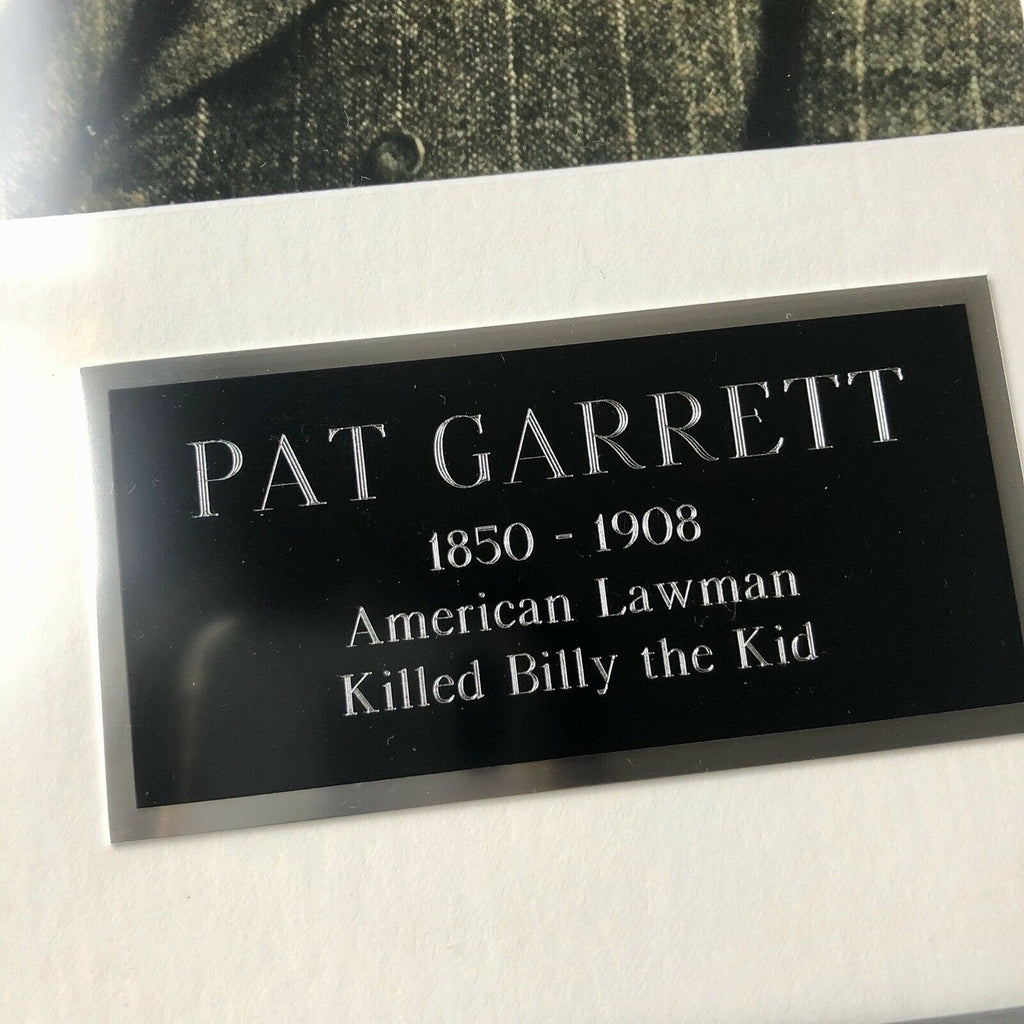 PAT GARRETT
1850 - 1908
American Lawman
Killed Billy the Kid